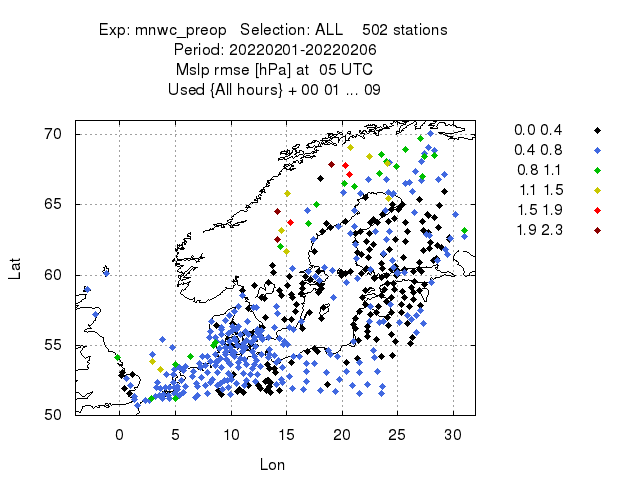 Exp: mnwc_preop   Selection: ALL    502 stations
Period: 20220201-20220206
Mslp rmse [hPa] at  05 UTC
Used {All hours} + 00 01 ... 09
70
65
60
55
50
Lat
0 5 10 15 20 25 30
Lon
0.0 0.4
0.4 0.8
0.8 1.1
1.1 1.5
1.5 1.9
1.9 2.3